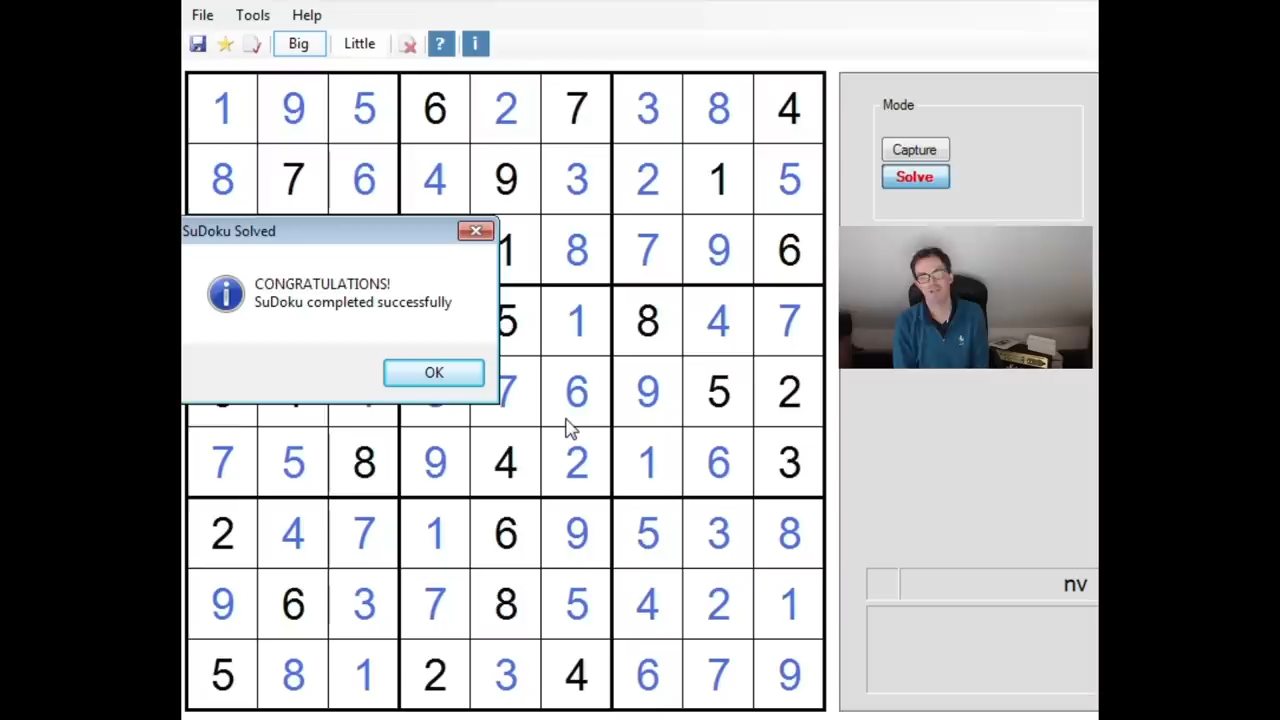 File Tools Help
Big Little ? i
1 9 5 6 2 7 3 8 4
8 7 6 4 9 3 2 1 5
1 8 7 9 6
5 1 8 4 7
7 6 9 5 2
7 5 8 9 4 2 1 6 3
2 4 7 1 6 9 5 3 8
9 6 3 7 8 5 4 2 1
5 8 1 2 3 4 6 7 9
SuDoku Solved
CONGRATULATIONS!
SuDoku completed successfully
OK
Mode
Capture
Solve
nv